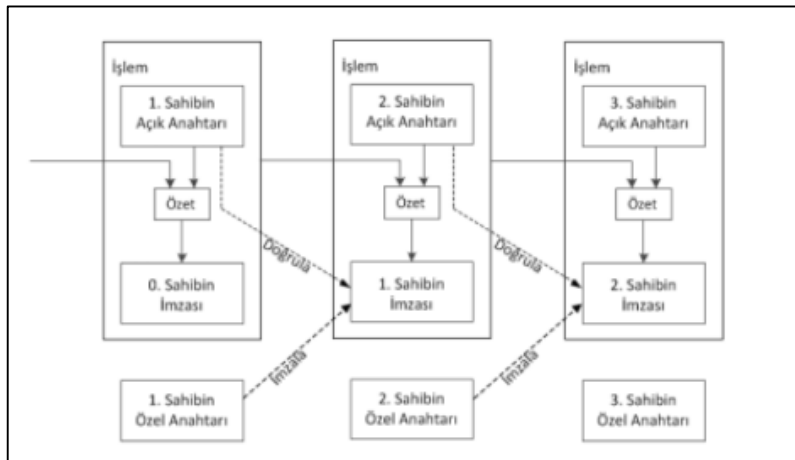 İşlem
1. Sahibin
Açık Anahtarı
Özet
0. Sahibin
İmzası
İşlem
2. Sahibin
Açık Anahtarı
Özet
1. Sahibin
İmzası
İşlem
3. Sahibin
Açık Anahtarı
Özet
2. Sahibin
İmzası
Doğrula
Doğrula
İmzala
İmzala
1. Sahibin
Özel Anahtarı
2. Sahibin
Özel Anahtarı
3. Sahibin
Özel Anahtarı